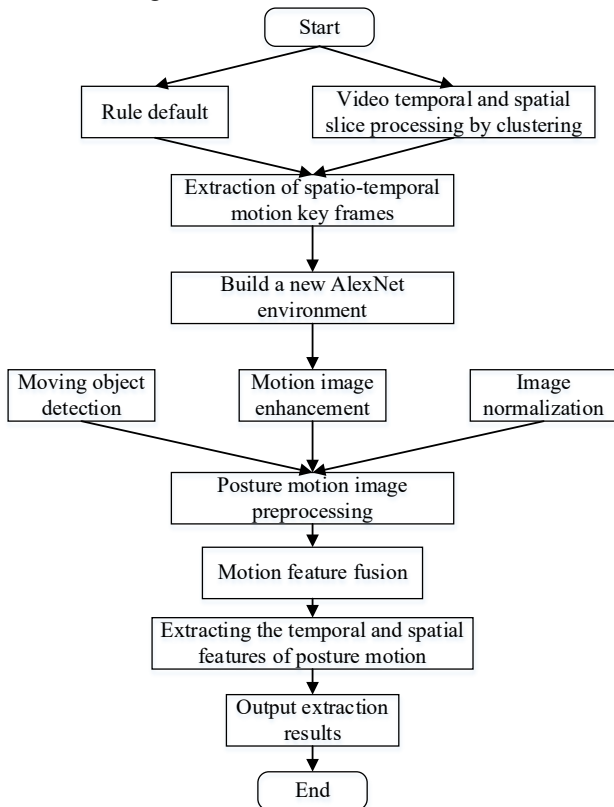 Start
Rule default
Video temporal and spatial
slice processing by clustering
Extraction of spatio-temporal
motion key frames
Build a new AlexNet
environment
Moving object
detection
Motion image
enhancement
Image
normalization
Posture motion image
preprocessing
Motion feature fusion
Extracting the temporal and spatial
features of posture motion
Output extraction
results
End